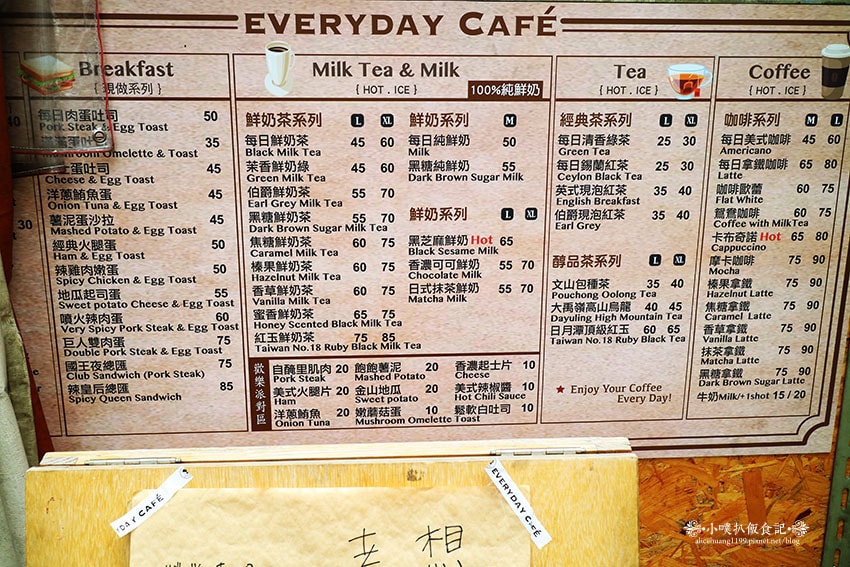 EVERYDAY CAFÉ
Breakfast
{ 現做系列 }
每日肉蛋吐司 50
Pork Steak & Egg Toast
35
Mushroom Omelette & Toast
蛋吐司 45
Cheese & Egg Toast
洋蔥鮪魚蛋 45
Onion Tuna & Egg Toast
薯泥蛋沙拉 45
Mashed Potato & Egg Toast
經典火腿蛋 50
Ham & Egg Toast
辣雞肉嫩蛋 50
Spicy Chicken & Egg Toast
地瓜起司蛋 55
Sweet potato Cheese & Egg Toast
噴火辣肉蛋 60
Very Spicy Pork Steak & Egg Toast
巨人雙肉蛋 75
Double Pork Steak & Egg Toast
國王夜總匯 75
Club Sandwich (Pork Steak)
辣皇后總匯 85
Spicy Queen Sandwich
40
30
Milk Tea & Milk
{ HOT . ICE }
100%純鮮奶
鮮奶茶系列 L XL
每日鮮奶茶 45 60
Black Milk Tea
茉香鮮奶綠 45 60
Green Milk Tea
伯爵鮮奶茶 55 70
Earl Grey Milk Tea
黑糖鮮奶茶 55 70
Dark Brown Sugar Milk Tea
焦糖鮮奶茶 60 75
Caramel Milk Tea
榛果鮮奶茶 60 75
Hazelnut Milk Tea
香草鮮奶茶 60 75
Vanilla Milk Tea
蜜香鮮奶茶 65 75
Honey Scented Black Milk Tea
紅玉鮮奶茶 75 85
Taiwan No.18 Ruby Black Milk Tea
鮮奶系列 M
每日純鮮奶 50
Milk
黑糖純鮮奶 55
Dark Brown Sugar Milk
鮮奶系列 L XL
黑芝麻鮮奶 Hot 65
Black Sesame Milk
香濃可可鮮奶 55 70
Chocolate Milk
日式抹茶鮮奶 55 70
Matcha Milk
歡樂派對區
自醃里肌肉 20
Pork Steak
飽飽薯泥 20
Mashed Potato
香濃起士片 10
Cheese
美式火腿片 20
Ham
金山地瓜 20
Sweet potato
美式辣椒醬 10
Hot Chili Sauce
洋蔥鮪魚 20
Onion Tuna
嫩蘑菇蛋 10
Mushroom Omelette
鬆軟白吐司 10
Toast
Tea
{ HOT . ICE }
經典茶系列 L XL
每日清香綠茶 25 30
Green Tea
每日錫蘭紅茶 25 30
Ceylon Black Tea
英式現泡紅茶 35 40
English Breakfast
伯爵現泡紅茶 35 40
Earl Grey
醇品茶系列 L XL
文山包種茶 35 40
Pouchong Oolong Tea
大禹嶺高山烏龍 40 45
Dayuling High Mountain Tea
日月潭頂級紅玉 60 65
Taiwan No.18 Ruby Black Tea
★ Enjoy Your Coffee
Every Day!
Coffee
{ HOT . ICE }
咖啡系列 M L
每日美式咖啡 45 60
Americano
每日拿鐵咖啡 65 80
Latte
咖啡歐蕾 60 75
Flat White
鴛鴦咖啡 60 75
Coffee with MilkTea
卡布奇諾 Hot 65 80
Cappuccino
摩卡咖啡 75 90
Mocha
榛果拿鐵 75 90
Hazelnut Latte
焦糖拿鐵 75 90
Caramel Latte
香草拿鐵 75 90
Vanilla Latte
抹茶拿鐵 75 90
Matcha Latte
黑糖拿鐵 75 90
Dark Brown Sugar Latte
牛奶Milk/+1shot 15 / 20
DAY CAFÉ
EVERYDAY CAFÉ
想
小噗扒飯食記